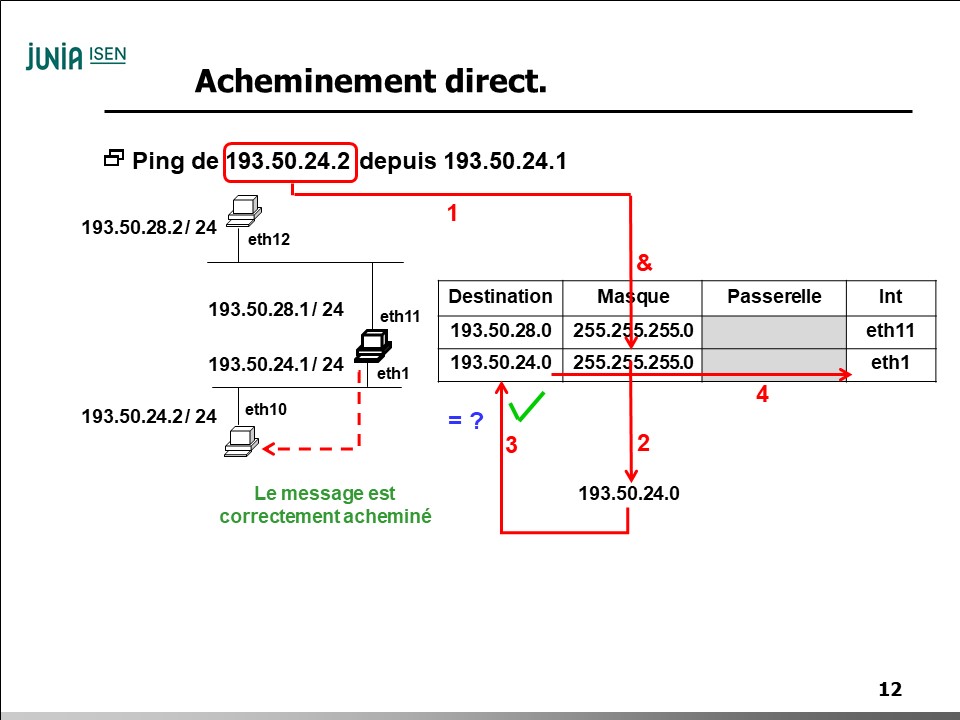 JUNIA ISEN
Acheminement direct.
Ping de 193.50.24.2 depuis 193.50.24.1
1
193.50.28.2 / 24
eth12
&
Destination Masque Passerelle Int
193.50.28.0 255.255.255.0 eth11
193.50.24.0 255.255.255.0 eth1
193.50.28.1 / 24
eth11
193.50.24.1 / 24
eth1
4
193.50.24.2 / 24
eth10
= ?
3
2
193.50.24.0
Le message est
correctement acheminé
12